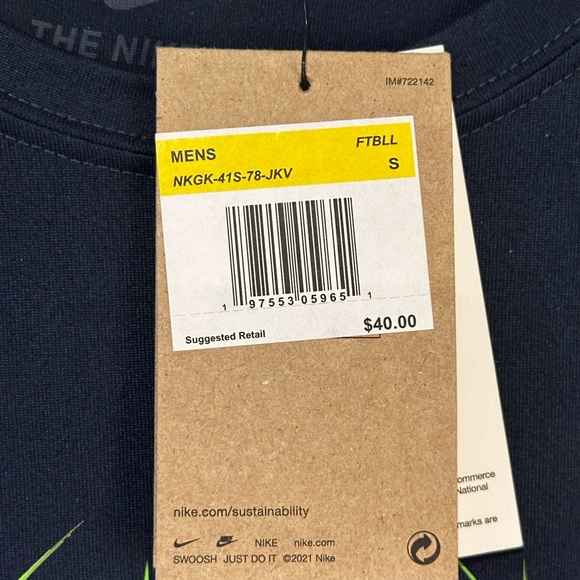 THE NIK
IM#722142
MENS FTBLL
NKGK-41S-78-JKV S
1 97553 05965 1
Suggested Retail $40.00
ommerce
National
marks are
nike.com/sustainability
NIKE nike.com
SWOOSH JUST DO IT ©2021 Nike